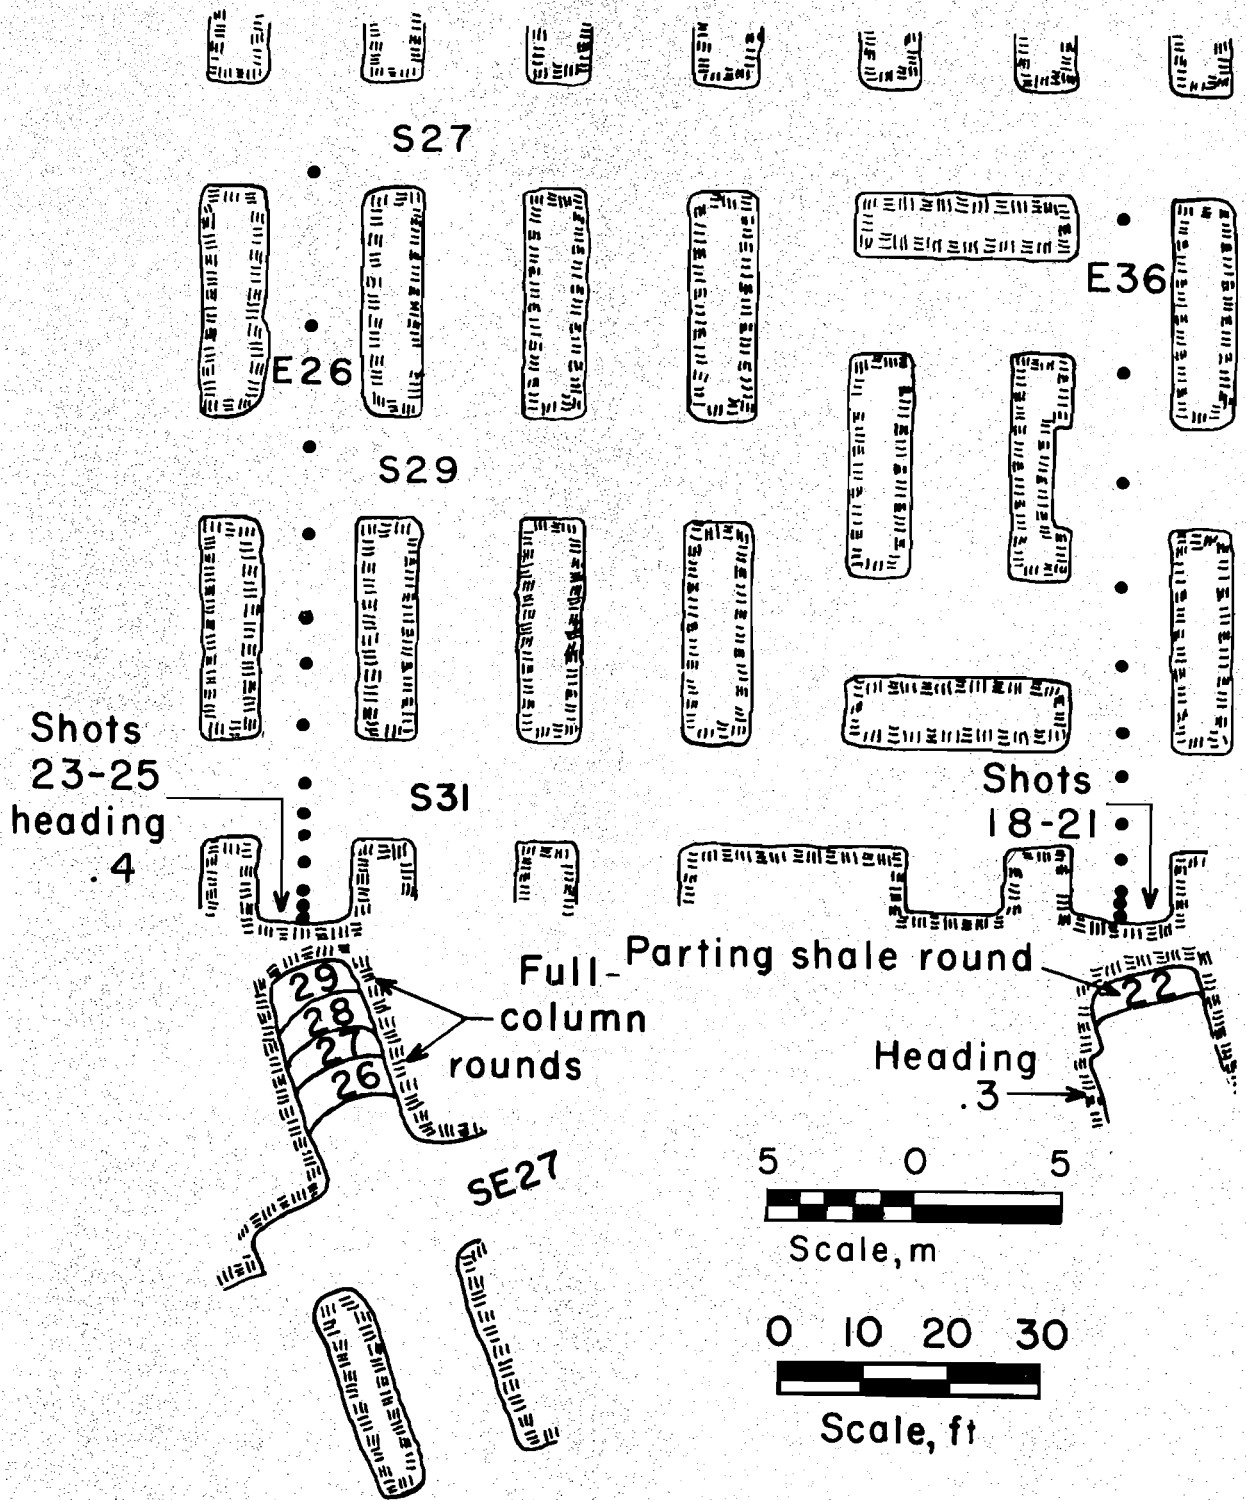 S27
E36
E26
S29
Shots
23-25
heading
.4
S31
Shots
18-21
Parting shale round
22
Full-
column
rounds
29
28
27
26
Heading
.3
SE27
5 0 5
Scale, m
0 10 20 30
Scale, ft